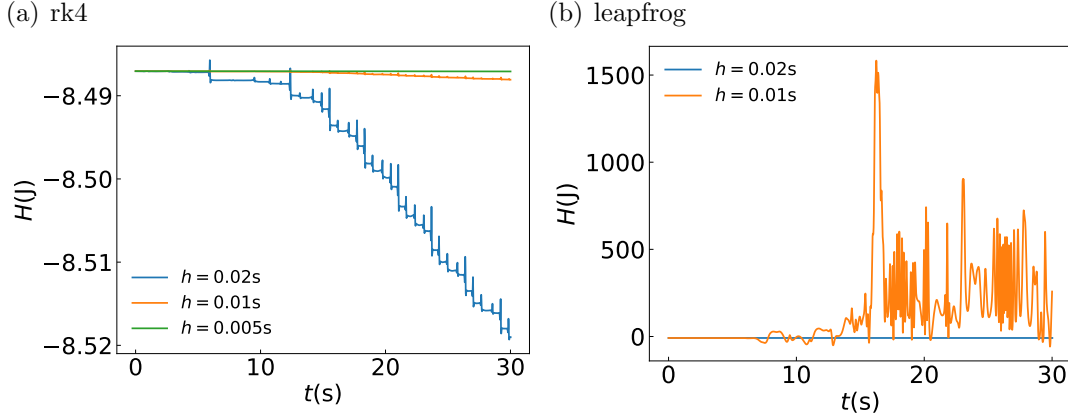 (a) rk4
−8.49
−8.50
−8.51
−8.52
H(J)
h = 0.02s
h = 0.01s
h = 0.005s
0
10
20
30
t(s)
(b) leapfrog
1500
1000
500
0
H(J)
h = 0.02s
h = 0.01s
0
10
20
30
t(s)